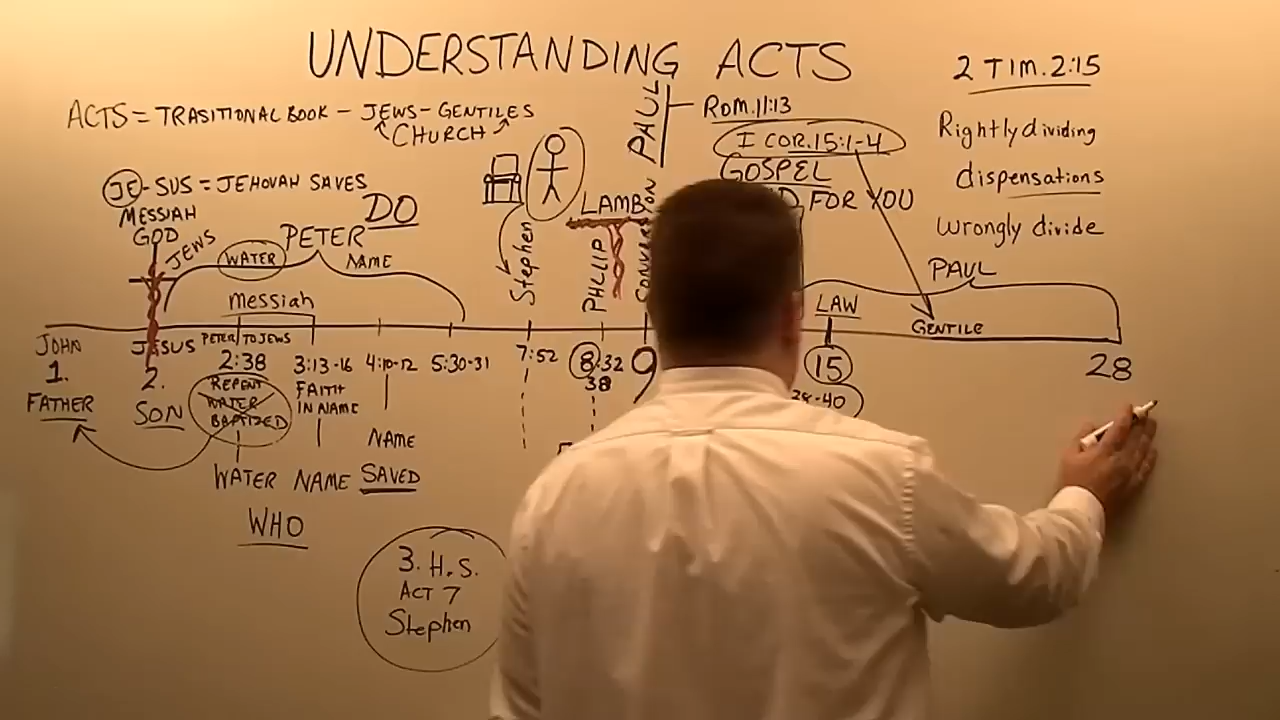 UNDERSTANDING ACTS
ACTS = TRASITIONAL BOOK - JEWS - GENTILES
CHURCH
JE-SUS = JEHOVAH SAVES
MESSIAH
GOD
JEWS
PETER
DO
WATER
NAME
messiah
Stephen
LAMB
PHILIP
PAUL
Rom.11:13
I COR.15:1-4
GOSPEL
FOR YOU
2 TIM.2:15
Rightly dividing
dispensations
wrongly divide
PAUL
LAW
GENTILE
JOHN
1.
FATHER
JESUS
2.
SON
PETER TO JEWS
2:38
REPENT
WATER
BAPTIZED
WATER
WHO
3:13-16
FAITH
IN NAME
NAME
4:10-12
NAME
SAVED
5:30-31
7:52
8:32
38
9
15
-40
28
3. H.S.
ACT 7
Stephen